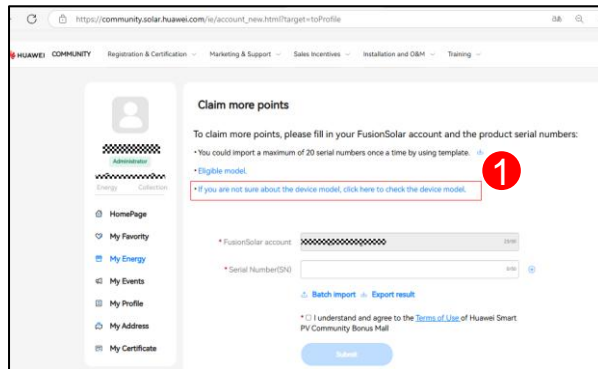 https://community.solar.huawei.com/ie/account_new.html?target=toProfile
HUAWEI COMMUNITY Registration & Certification Marketing & Support Sales Incentives Installation and O&M Training
Claim more points
To claim more points, please fill in your FusionSolar account and the product serial numbers:
• You could import a maximum of 20 serial numbers once a time by using template.
Administrator
• Eligible model.
1
• If you are not sure about the device model, click here to check the device model.
Energy Collection
HomePage
My Favority
My Energy
My Events
My Profile
My Address
My Certificate
* FusionSolar account
* Serial Number(SN)
Batch import Export result
* I understand and agree to the Terms of Use of Huawei Smart
PV Community Bonus Mall
Submit